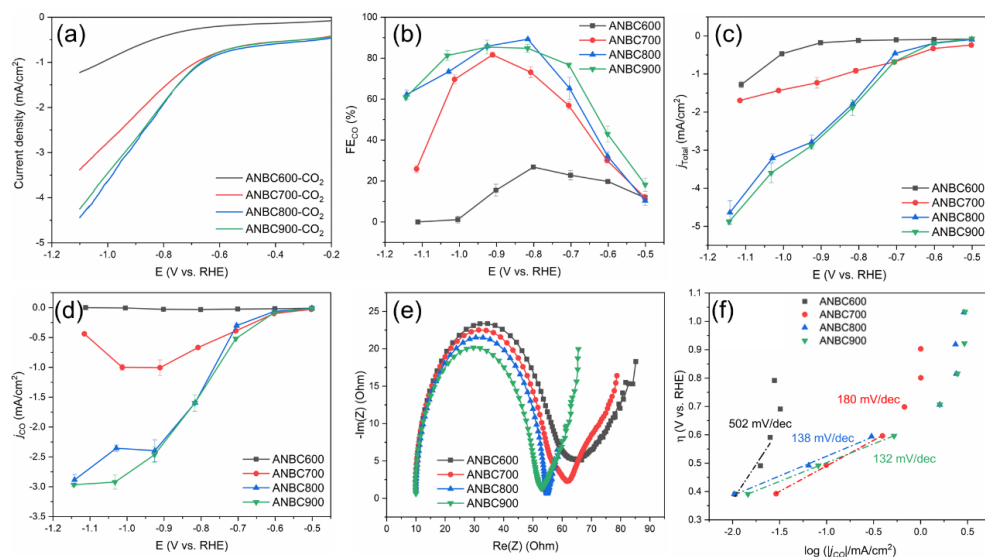 (a)
Current density (mA/cm²)
0
-1
-2
-3
-4
-5
ANBC600-CO₂
ANBC700-CO₂
ANBC800-CO₂
ANBC900-CO₂
-1.2 -1.0 -0.8 -0.6 -0.4 -0.2
E (V vs. RHE)
(b)
FE_CO (%)
100
80
60
40
20
0
ANBC600
ANBC700
ANBC800
ANBC900
-1.2 -1.1 -1.0 -0.9 -0.8 -0.7 -0.6 -0.5
E (V vs. RHE)
(c)
j_Total (mA/cm²)
0
-1
-2
-3
-4
-5
ANBC600
ANBC700
ANBC800
ANBC900
-1.2 -1.1 -1.0 -0.9 -0.8 -0.7 -0.6 -0.5
E (V vs. RHE)
(d)
j_CO (mA/cm²)
0.0
-0.5
-1.0
-1.5
-2.0
-2.5
-3.0
-3.5
ANBC600
ANBC700
ANBC800
ANBC900
-1.2 -1.1 -1.0 -0.9 -0.8 -0.7 -0.6 -0.5
E (V vs. RHE)
(e)
-Im(Z) (Ohm)
25
20
15
10
5
0
ANBC600
ANBC700
ANBC800
ANBC900
0 10 20 30 40 50 60 70 80 90
Re(Z) (Ohm)
(f)
η (V vs. RHE)
1.1
1.0
0.9
0.8
0.7
0.6
0.5
0.4
0.3
ANBC600
ANBC700
ANBC800
ANBC900
180 mV/dec
502 mV/dec
138 mV/dec
132 mV/dec
-2.0 -1.5 -1.0 -0.5 0.0 0.5
log (|j_CO|/mA/cm²)